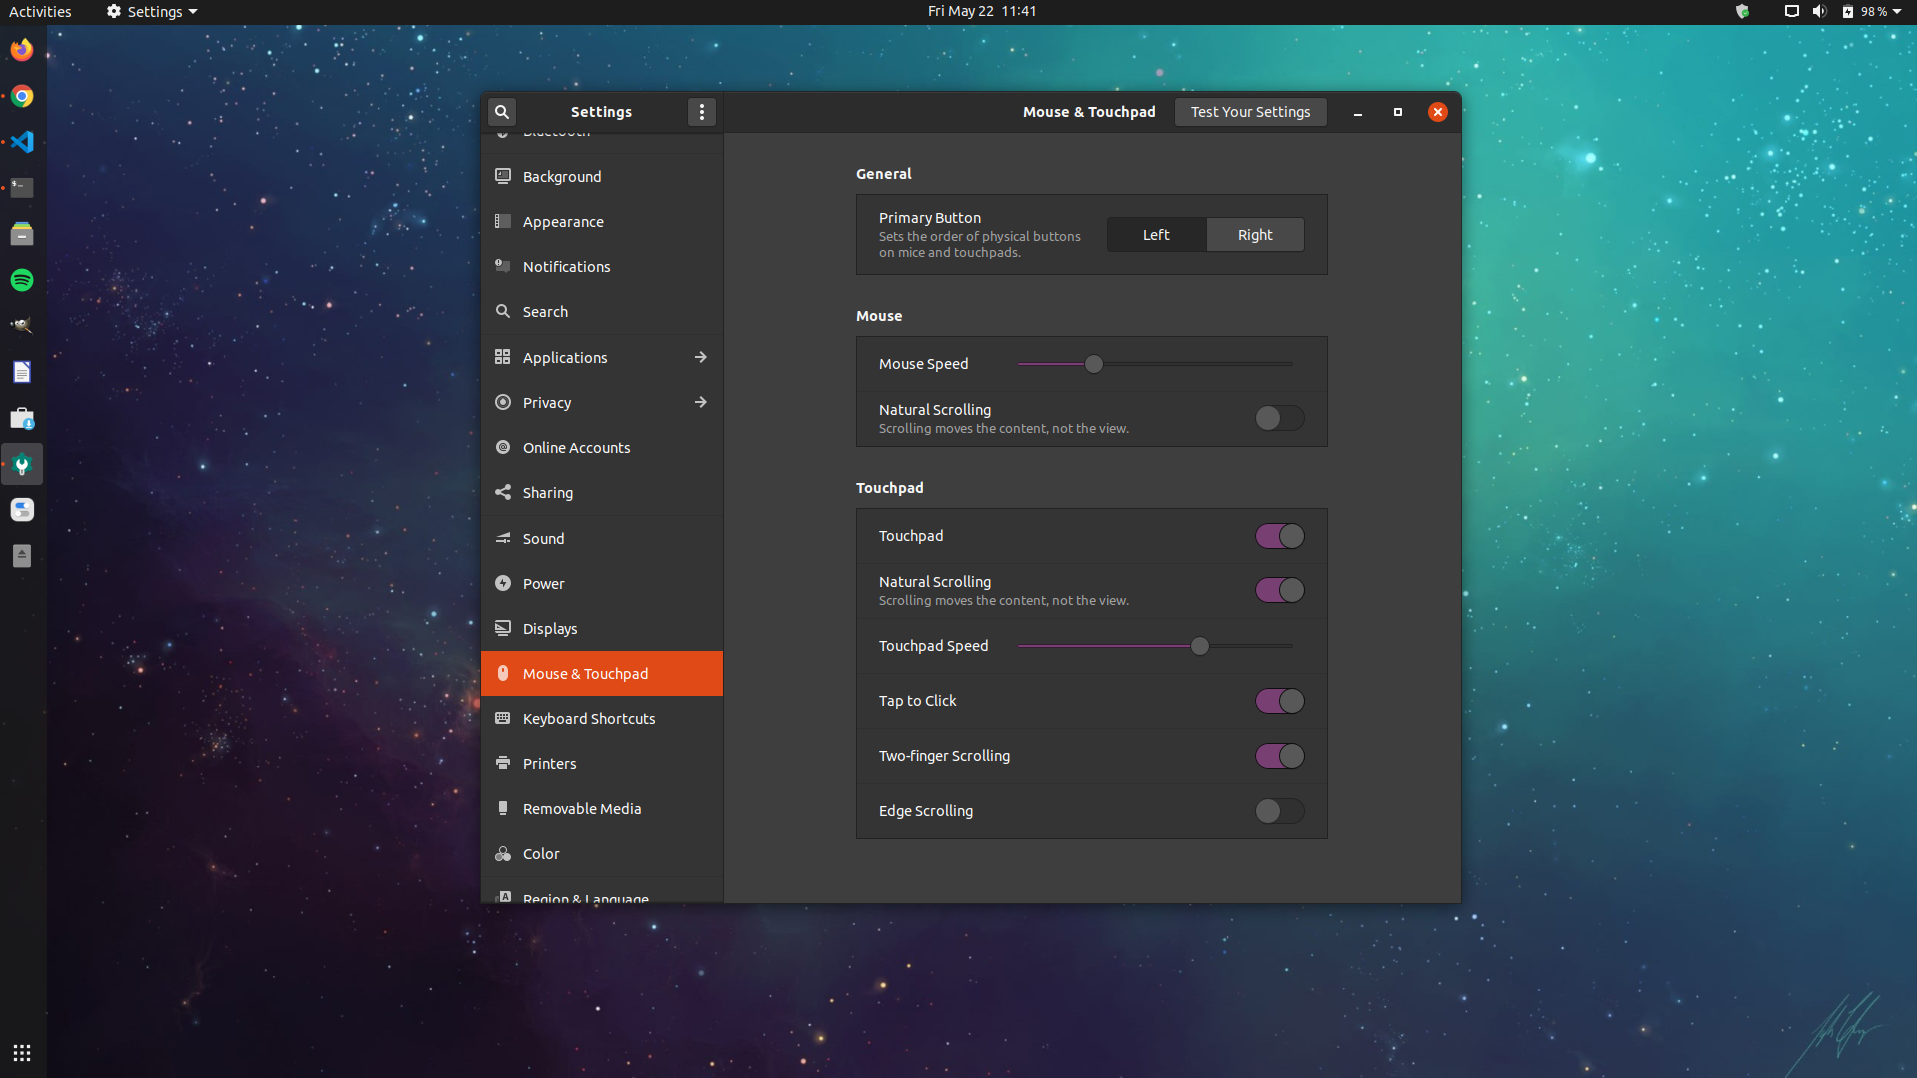 Activities
Settings
Fri May 22 11:41
98 %
Settings
Mouse & Touchpad
Test Your Settings
Bluetooth
Background
Appearance
Notifications
Search
Applications
Privacy
Online Accounts
Sharing
Sound
Power
Displays
Mouse & Touchpad
Keyboard Shortcuts
Printers
Removable Media
Color
Region & Language
General
Primary Button
Sets the order of physical buttons
on mice and touchpads.
Left
Right
Mouse
Mouse Speed
Natural Scrolling
Scrolling moves the content, not the view.
Touchpad
Touchpad
Natural Scrolling
Scrolling moves the content, not the view.
Touchpad Speed
Tap to Click
Two-finger Scrolling
Edge Scrolling